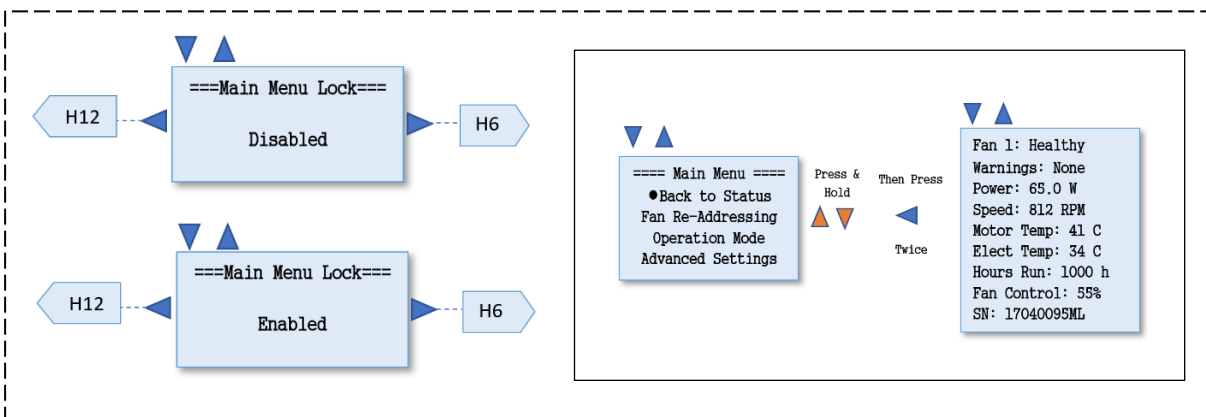 ===Main Menu Lock===
Disabled
H12
H6
===Main Menu Lock===
Enabled
H12
H6
==== Main Menu ====
●Back to Status
Fan Re-Addressing
Operation Mode
Advanced Settings
Press &
Hold
Then Press
Twice
Fan 1: Healthy
Warnings: None
Power: 65.0 W
Speed: 812 RPM
Motor Temp: 41 C
Elect Temp: 34 C
Hours Run: 1000 h
Fan Control: 55%
SN: 17040095ML